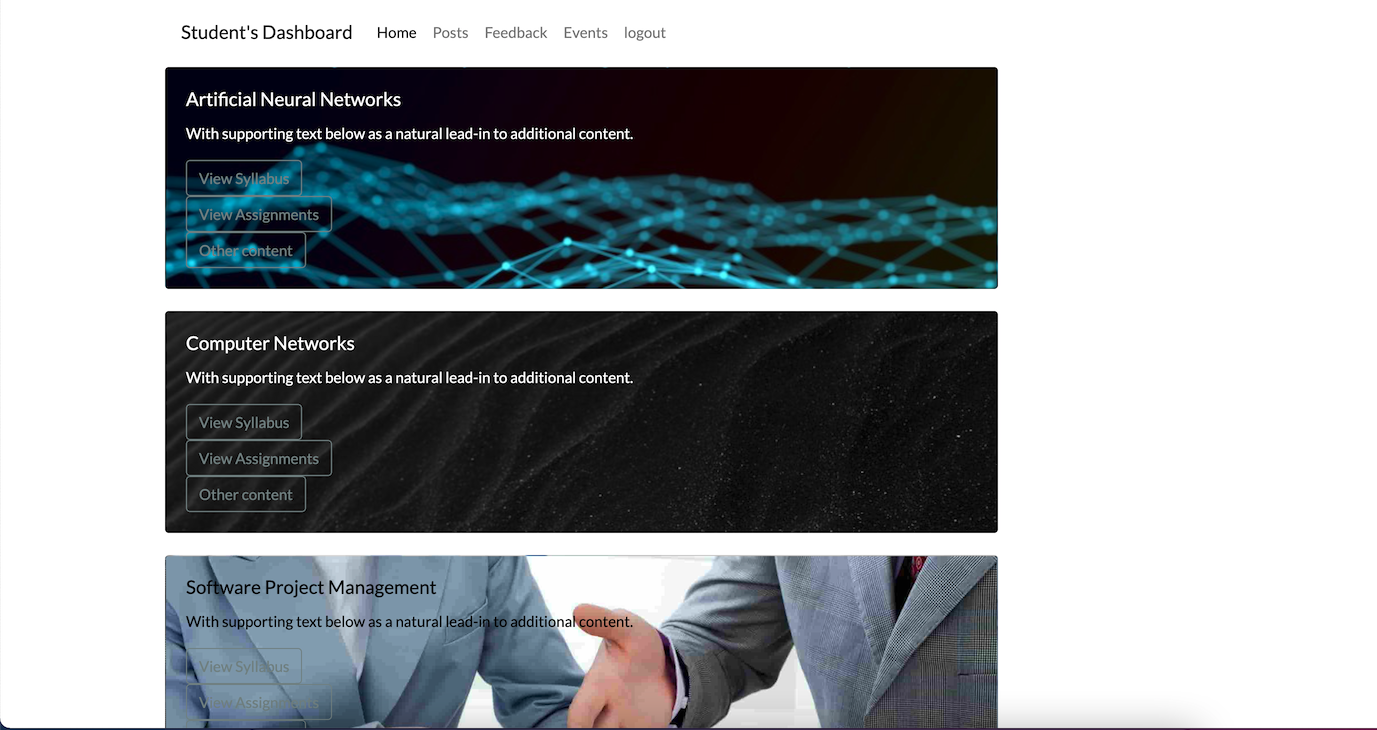 Student's Dashboard Home Posts Feedback Events logout
Artificial Neural Networks
With supporting text below as a natural lead-in to additional content.
View Syllabus
View Assignments
Other content
Computer Networks
With supporting text below as a natural lead-in to additional content.
View Syllabus
View Assignments
Other content
Software Project Management
With supporting text below as a natural lead-in to additional content.
View Syllabus
View Assignments